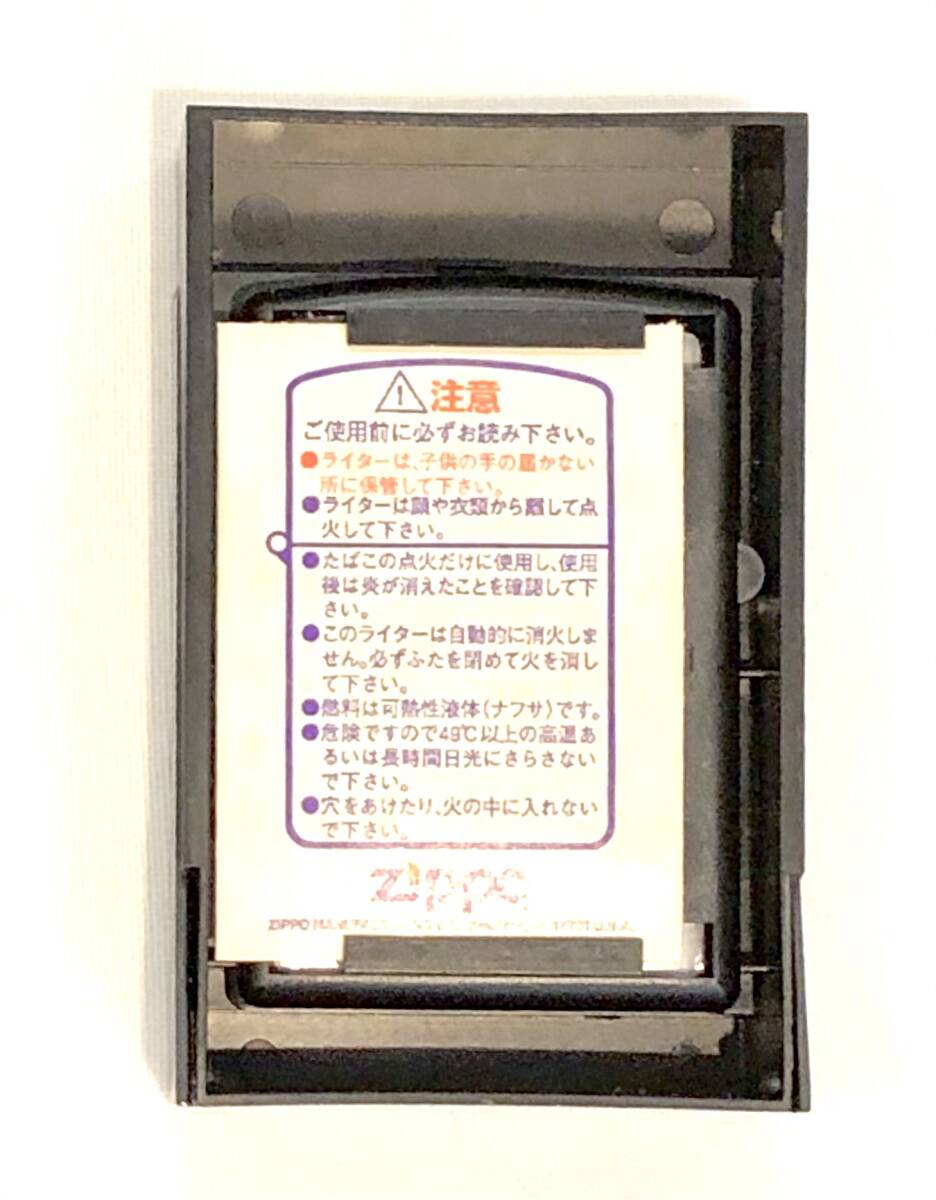 注意
ご使用前に必ずお読み下さい。
●ライターは、子供の手の届かない
所に保管して下さい。
●ライターは顔や衣類から離して点
火して下さい。
●たばこの点火だけに使用し、使用
後は炎が消えたことを確認して下
さい。
●このライターは自動的に消火しま
せん。必ずふたを閉めて火を消し
て下さい。
●燃料は可熱性液体(ナフサ)です。
●危険ですので49℃以上の高温あ
るいは長時間日光にさらさない
で下さい。
●穴をあけたり、火の中に入れない
で下さい。
zippo
ZIPPO